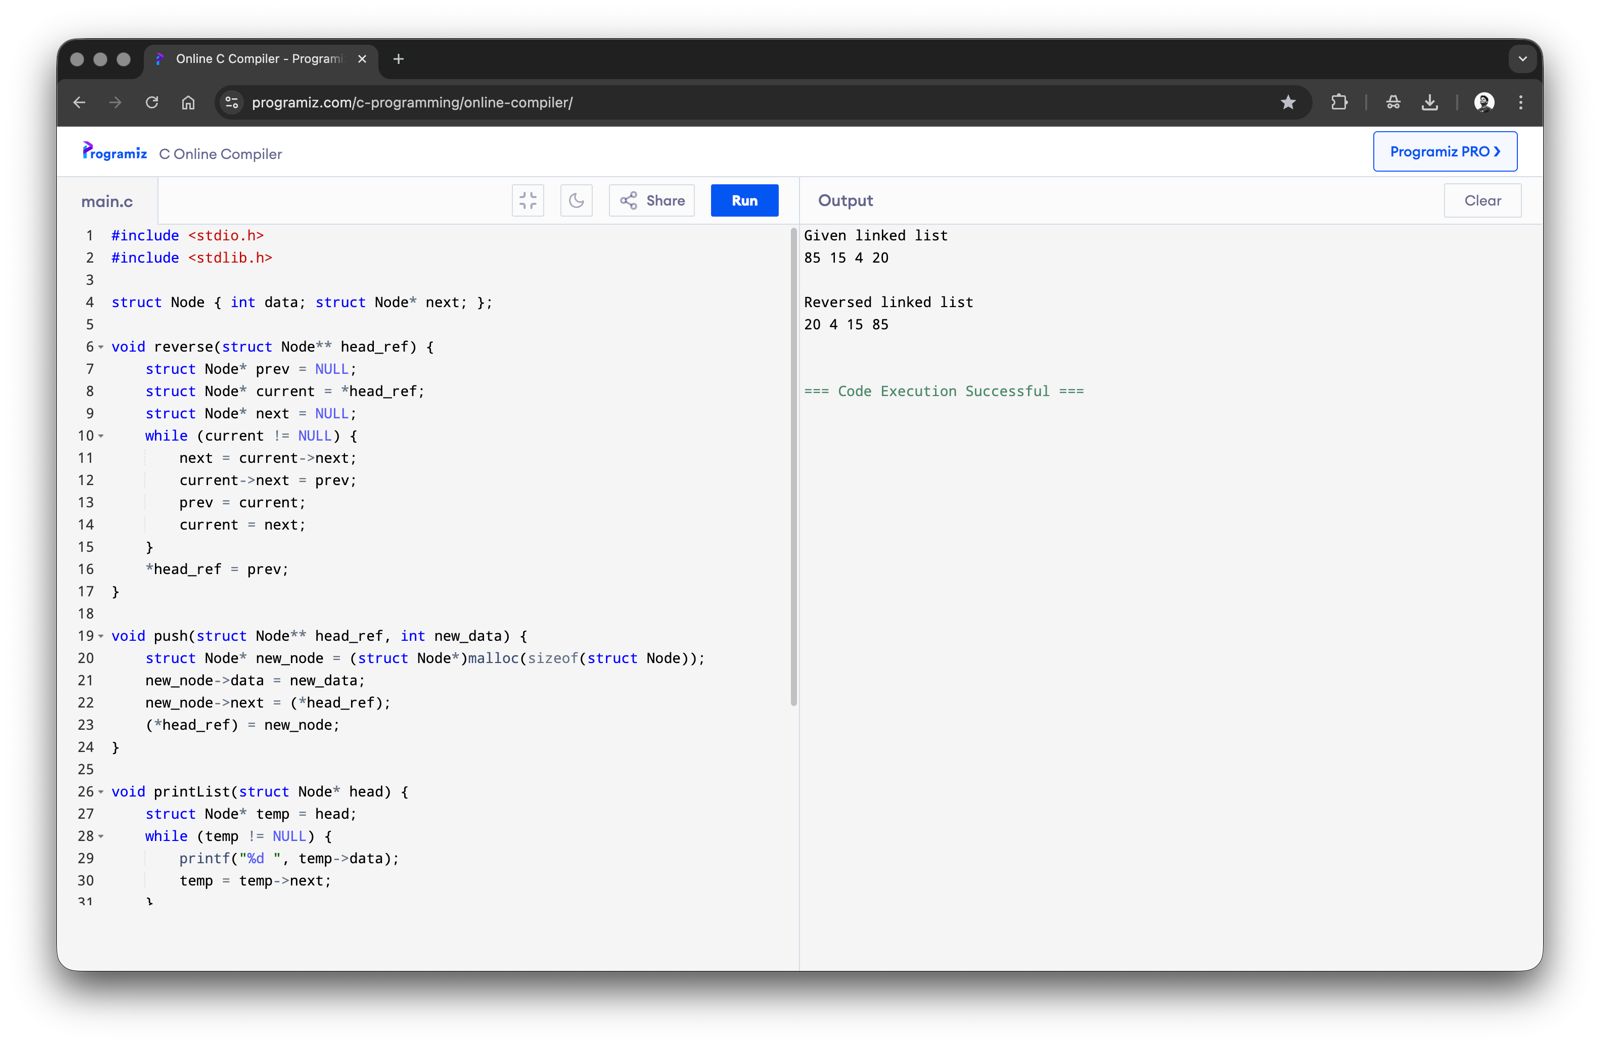 Online C Compiler - Programi
programiz.com/c-programming/online-compiler/
Programiz C Online Compiler
Programiz PRO
main.c
Share
Run
Output
Clear
1 #include <stdio.h>
2 #include <stdlib.h>
3
4 struct Node { int data; struct Node* next; };
5
6 void reverse(struct Node** head_ref) {
7     struct Node* prev = NULL;
8     struct Node* current = *head_ref;
9     struct Node* next = NULL;
10     while (current != NULL) {
11         next = current->next;
12         current->next = prev;
13         prev = current;
14         current = next;
15     }
16     *head_ref = prev;
17 }
18
19 void push(struct Node** head_ref, int new_data) {
20     struct Node* new_node = (struct Node*)malloc(sizeof(struct Node));
21     new_node->data = new_data;
22     new_node->next = (*head_ref);
23     (*head_ref) = new_node;
24 }
25
26 void printList(struct Node* head) {
27     struct Node* temp = head;
28     while (temp != NULL) {
29         printf("%d ", temp->data);
30         temp = temp->next;
31     }
Given linked list
85 15 4 20
Reversed linked list
20 4 15 85
=== Code Execution Successful ===